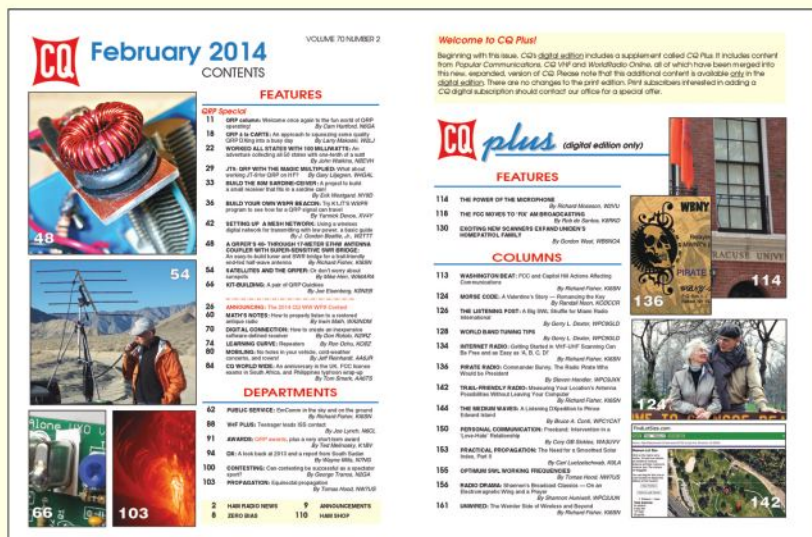 CQ
February 2014
CONTENTS
VOLUME 70 NUMBER 2
FEATURES
QRP Special
11 QRP column: Welcome once again to the fun world of QRP
operating! By Cam Hartford, N6GA
18 QRP à la CARTE: An approach to squeezing some quality
QRP DXing into a busy day By Larry Makoski, W2LJ
22 WORKED ALL STATES WITH 100 MILLIWATTS: An
adventure collecting all 50 states with one-tenth of a watt
By John Watkins, N0EVH
29 JT9: QRP WITH THE MAGIC MULTIPLIED: What about
working JT-9 for QRP on HF? By Gary Liljegren, W4GAL
33 BUILD THE 80M SARDINE-CEIVER: A project to build
a small receiver that fits in a sardine can!
By Eric Westgard, NY9D
36 BUILD YOUR OWN WSPR BEACON: Try K1JT'S WSPR
program to see how far a QRP signal can travel
By Yannick Devos, XV4Y
42 SETTING UP A MESH NETWORK: Using a wireless
digital network for transmitting with low power, a basic guide
By J. Gordon Beattie, Jr., W2TTT
48 A QRPER'S 40- THROUGH 17-METER EFHW ANTENNA
COUPLER WITH SUPER-SENSITIVE SWR BRIDGE:
An easy-to-build tuner and SWR bridge for a trail-friendly
end-fed half-wave antenna By Richard Fisher, KI6SN
54 SATELLITES AND THE QRPER: Or don't worry about
sunspots By Mike Herr, WA6ARA
66 KIT-BUILDING: A pair of QRP Quickies
By Joe Eisenberg, K0NEB
26 ANNOUNCING: The 2014 CQ WW WPX Contest
60 MATH'S NOTES: How to properly listen to a restored
antique radio By Irwin Math, WA2NDM
70 DIGITAL CONNECTION: How to create an inexpensive
software-defined receiver By Don Rotolo, N2IRZ
74 LEARNING CURVE: Repeaters By Ron Ochu, KO0Z
80 MOBILING: No holes in your vehicle, cold-weather
concerns, and more! By Jeff Reinhardt, AA6JR
84 CQ WORLD WIDE: An anniversary in the UK, FCC license
exams in South Africa, and Philippines typhoon wrap-up
By Tom Smerk, AA6TS
DEPARTMENTS
62 PUBLIC SERVICE: EmComm in the sky and on the ground
By Richard Fisher, KI6SN
88 VHF PLUS: Teenager leads ISS contact
By Joe Lynch, N6CL
91 AWARDS: QRP awards, plus a very short-term award
By Ted Melinosky, K1BV
94 DX: A look back at 2013 and a report from South Sudan
By Wayne Mills, N7NG
100 CONTESTING: Can contesting be successful as a spectator
sport? By George Tranos, N2GA
103 PROPAGATION: Equinoctial propagation
By Tomas Hood, NW7US
2 HAM RADIO NEWS 9 ANNOUNCEMENTS
8 ZERO BIAS 110 HAM SHOP
48
54
66
103
Welcome to CQ Plus!
Beginning with this issue, CQ's digital edition includes a supplement called CQ Plus. It includes content
from Popular Communications, CQ VHF and WorldRadio Online, all of which have been merged into
this new, expanded, version of CQ. Please note that this additional content is available only in the
digital edition. There are no changes to the print edition. Print subscribers interested in adding a
CQ digital subscription should contact our office for a special offer.
CQ plus (digital edition only)
FEATURES
114 THE POWER OF THE MICROPHONE
By Richard Moseson, W2VU
118 THE FCC MOVES TO 'FIX' AM BROADCASTING
By Rob de Santos, K8RKD
130 EXCITING NEW SCANNERS EXPAND UNIDEN'S
HOMEPATROL FAMILY
By Gordon West, WB6NOA
COLUMNS
113 WASHINGTON BEAT: FCC and Capitol Hill Actions Affecting
Communications
By Richard Fisher, KI6SN
124 MORSE CODE: A Valentine's Story — Romancing the Key
By Randall Noon, KC0CCR
126 THE LISTENING POST: A Big SWL Shuffle for Miami Radio
International
By Gerry L. Dexter, WPC9GLD
128 WORLD BAND TUNING TIPS
By Gerry L. Dexter, WPC9GLD
134 INTERNET RADIO: Getting Started in VHF-UHF Scanning Can
Be Free and as Easy as 'A, B, C, D'
By Richard Fisher, KI6SN
136 PIRATE RADIO: Commander Bunny, The Radio Pirate Who
Would be President
By Steven Handler, WPC9JXK
142 TRAIL-FRIENDLY RADIO: Measuring Your Location's Antenna
Possibilities Without Leaving Your Computer
By Richard Fisher, KI6SN
144 THE MEDIUM WAVES: A Listening DXpedition to Prince
Edward Island
By Bruce A. Conti, WPC1CAT
150 PERSONAL COMMUNICATION: Freeband: Intervention in a
'Love-Hate' Relationship
By Cory GB Sickles, WA3UVV
153 PRACTICAL PROPAGATION: The Need for a Smoothed Solar
Index, Part II
By Carl Luetzelschwab, K9LA
155 OPTIMUM SWL WORKING FREQUENCIES
By Tomas Hood, NW7US
156 RADIO DRAMA: Shannon's Broadcast Classics — On an
Electromagnetic Wing and a Prayer
By Shannon Huniwell, WPC2HUN
161 UNWIRED: The Wander Side of Wireless and Beyond
By Richard Fisher, KI6SN
WBNY
PIRATE
136
114
126
142